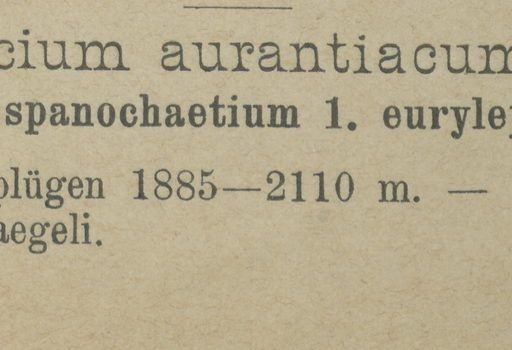 cium aurantiacum
spanochaetium 1. euryle
plügen 1885—2110 m. —
aegeli.